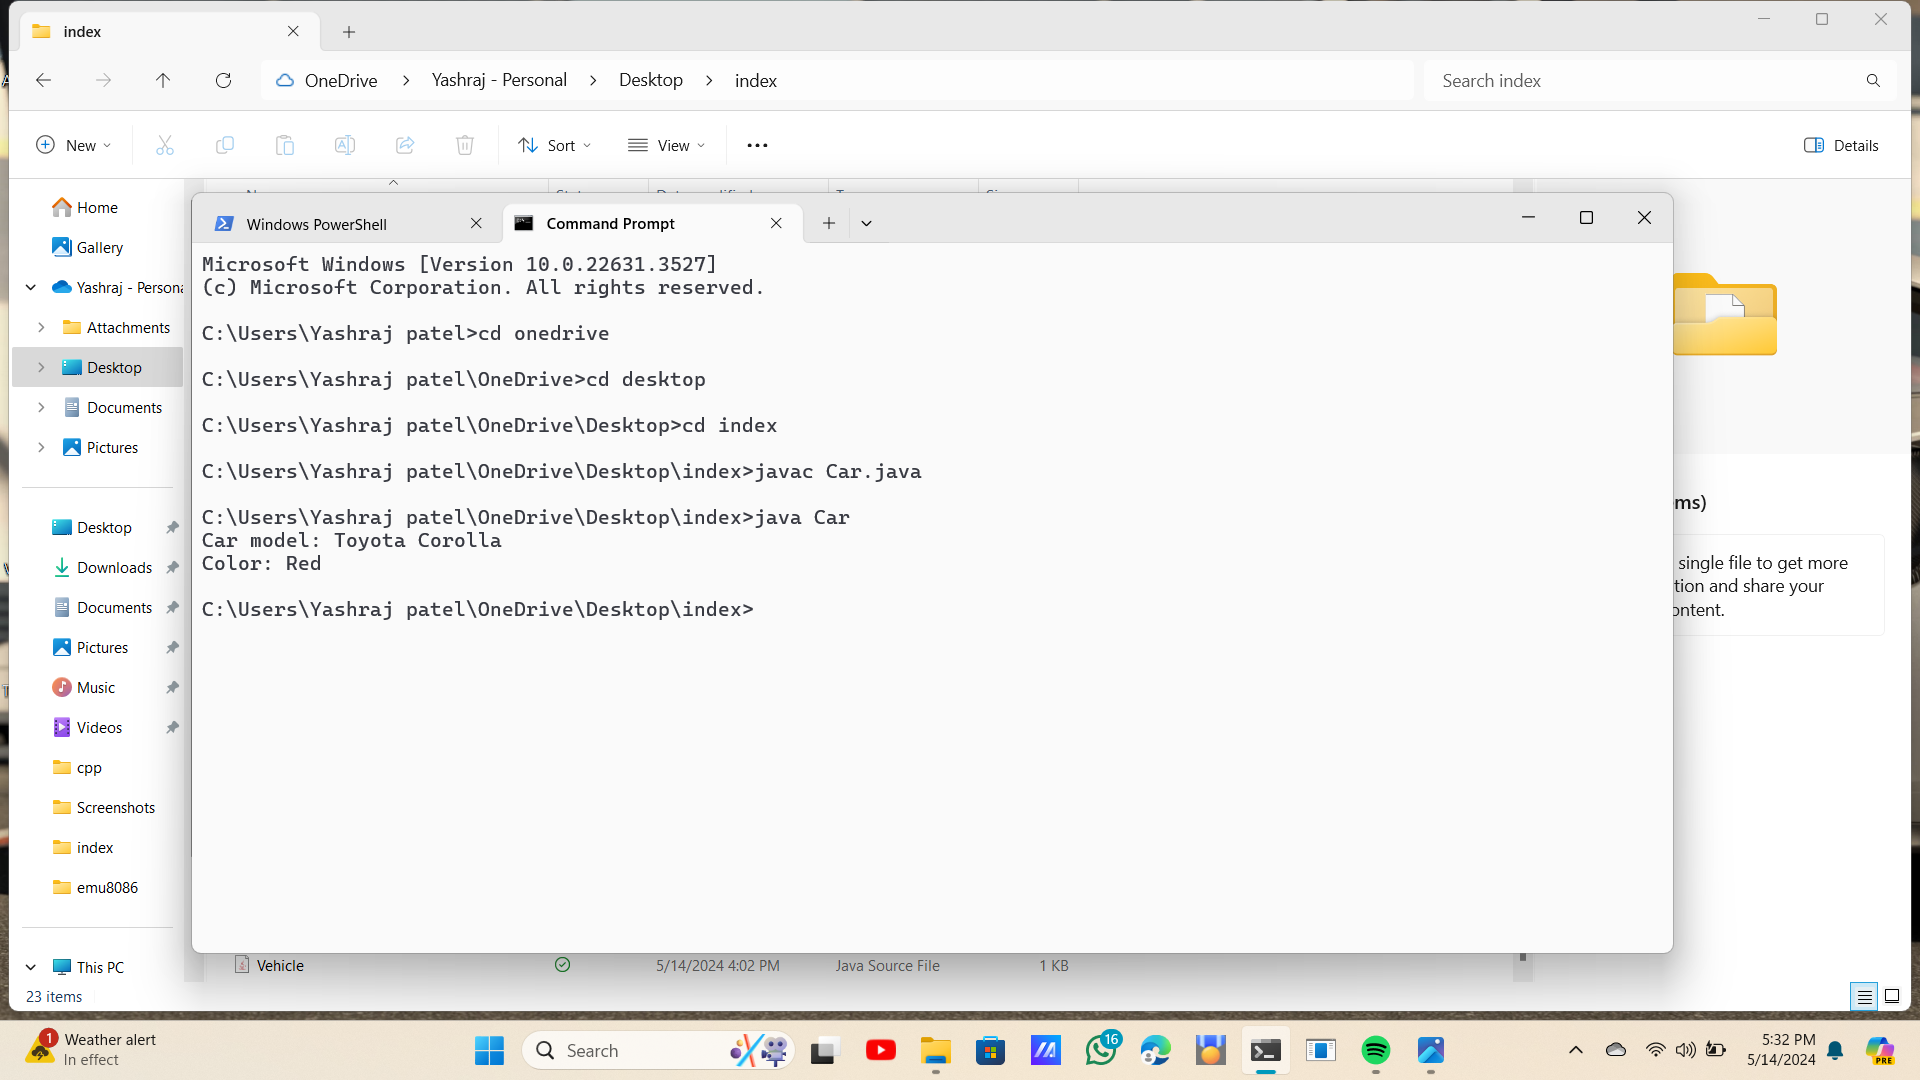 index
OneDrive > Yashraj - Personal > Desktop > index
Search index
New
Sort
View
Details
Home
Gallery
Yashraj - Persona
Attachments
Desktop
Documents
Pictures
Desktop
Downloads
Documents
Pictures
Music
Videos
cpp
Screenshots
index
emu8086
This PC
23 items
Windows PowerShell
Command Prompt
Microsoft Windows [Version 10.0.22631.3527]
(c) Microsoft Corporation. All rights reserved.
C:\Users\Yashraj patel>cd onedrive
C:\Users\Yashraj patel\OneDrive>cd desktop
C:\Users\Yashraj patel\OneDrive\Desktop>cd index
C:\Users\Yashraj patel\OneDrive\Desktop\index>javac Car.java
C:\Users\Yashraj patel\OneDrive\Desktop\index>java Car
Car model: Toyota Corolla
Color: Red
C:\Users\Yashraj patel\OneDrive\Desktop\index>
ms)
single file to get more
tion and share your
ontent.
Vehicle 5/14/2024 4:02 PM Java Source File 1 KB
1
Weather alert
In effect
Search
16
5:32 PM
5/14/2024
PRE